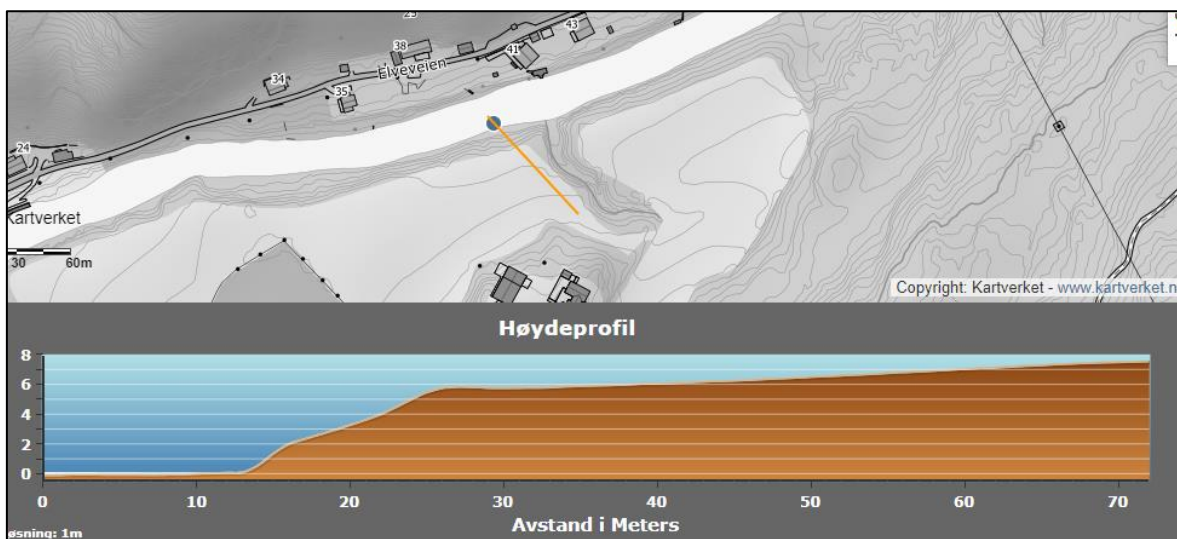 43
38
41
Elveveien
34
35
24
Kartverket
30 60m
Copyright: Kartverket - www.kartverket.n
Høydeprofil
8
6
4
2
0
0 10 20 30 40 50 60 70
Avstand i Meters
øsning: 1m